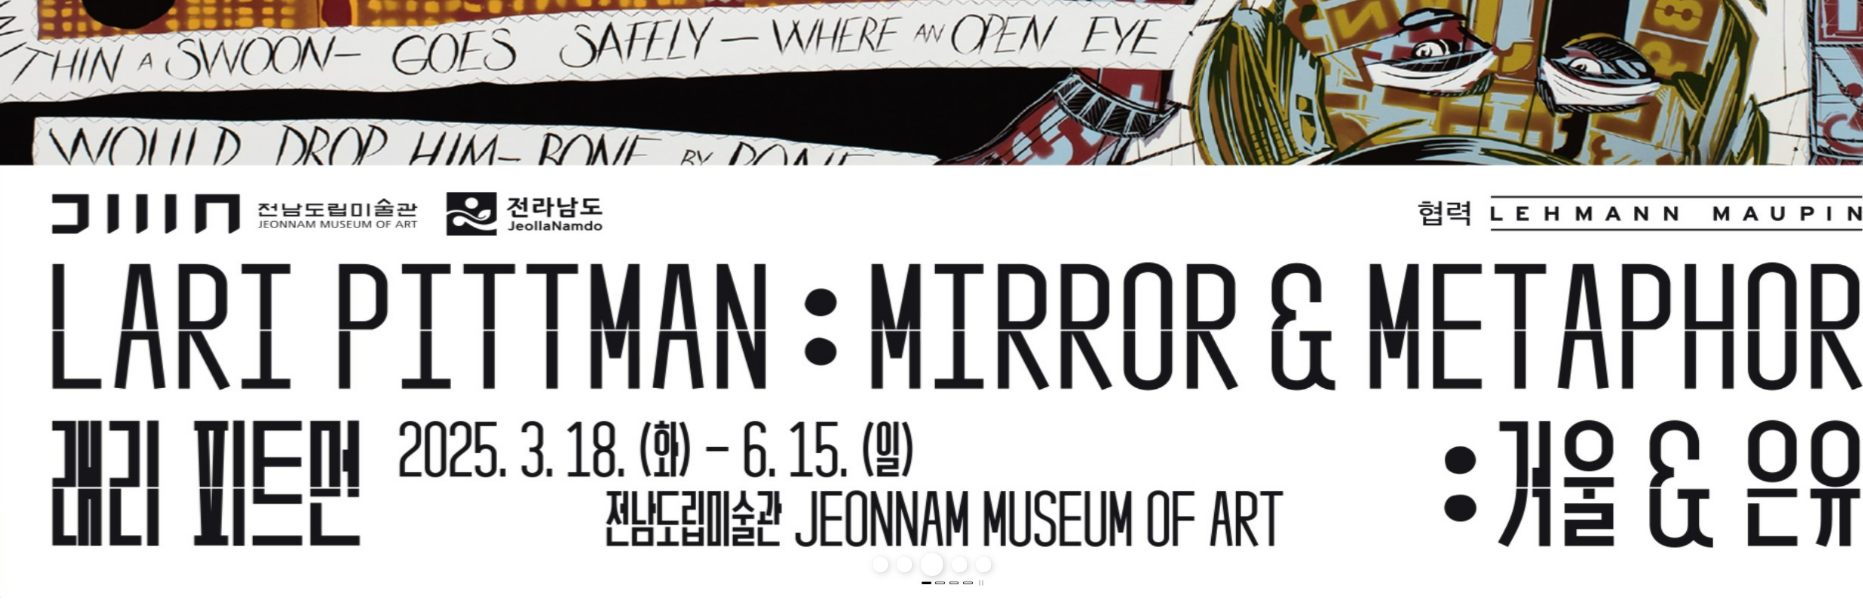 THIN A SWOON— GOES SAFELY — WHERE AN OPEN EYE
WOULD DROP HIM— BONE BY BONE
전남도립미술관
JEONNAM MUSEUM OF ART
전라남도
JeollaNamdo
협력 LEHMANN MAUPIN
LARI PITTMAN : MIRROR & METAPHOR
래리 피트먼
2025. 3. 18. (화) – 6. 15. (일)
전남도립미술관 JEONNAM MUSEUM OF ART
: 거울 & 은유